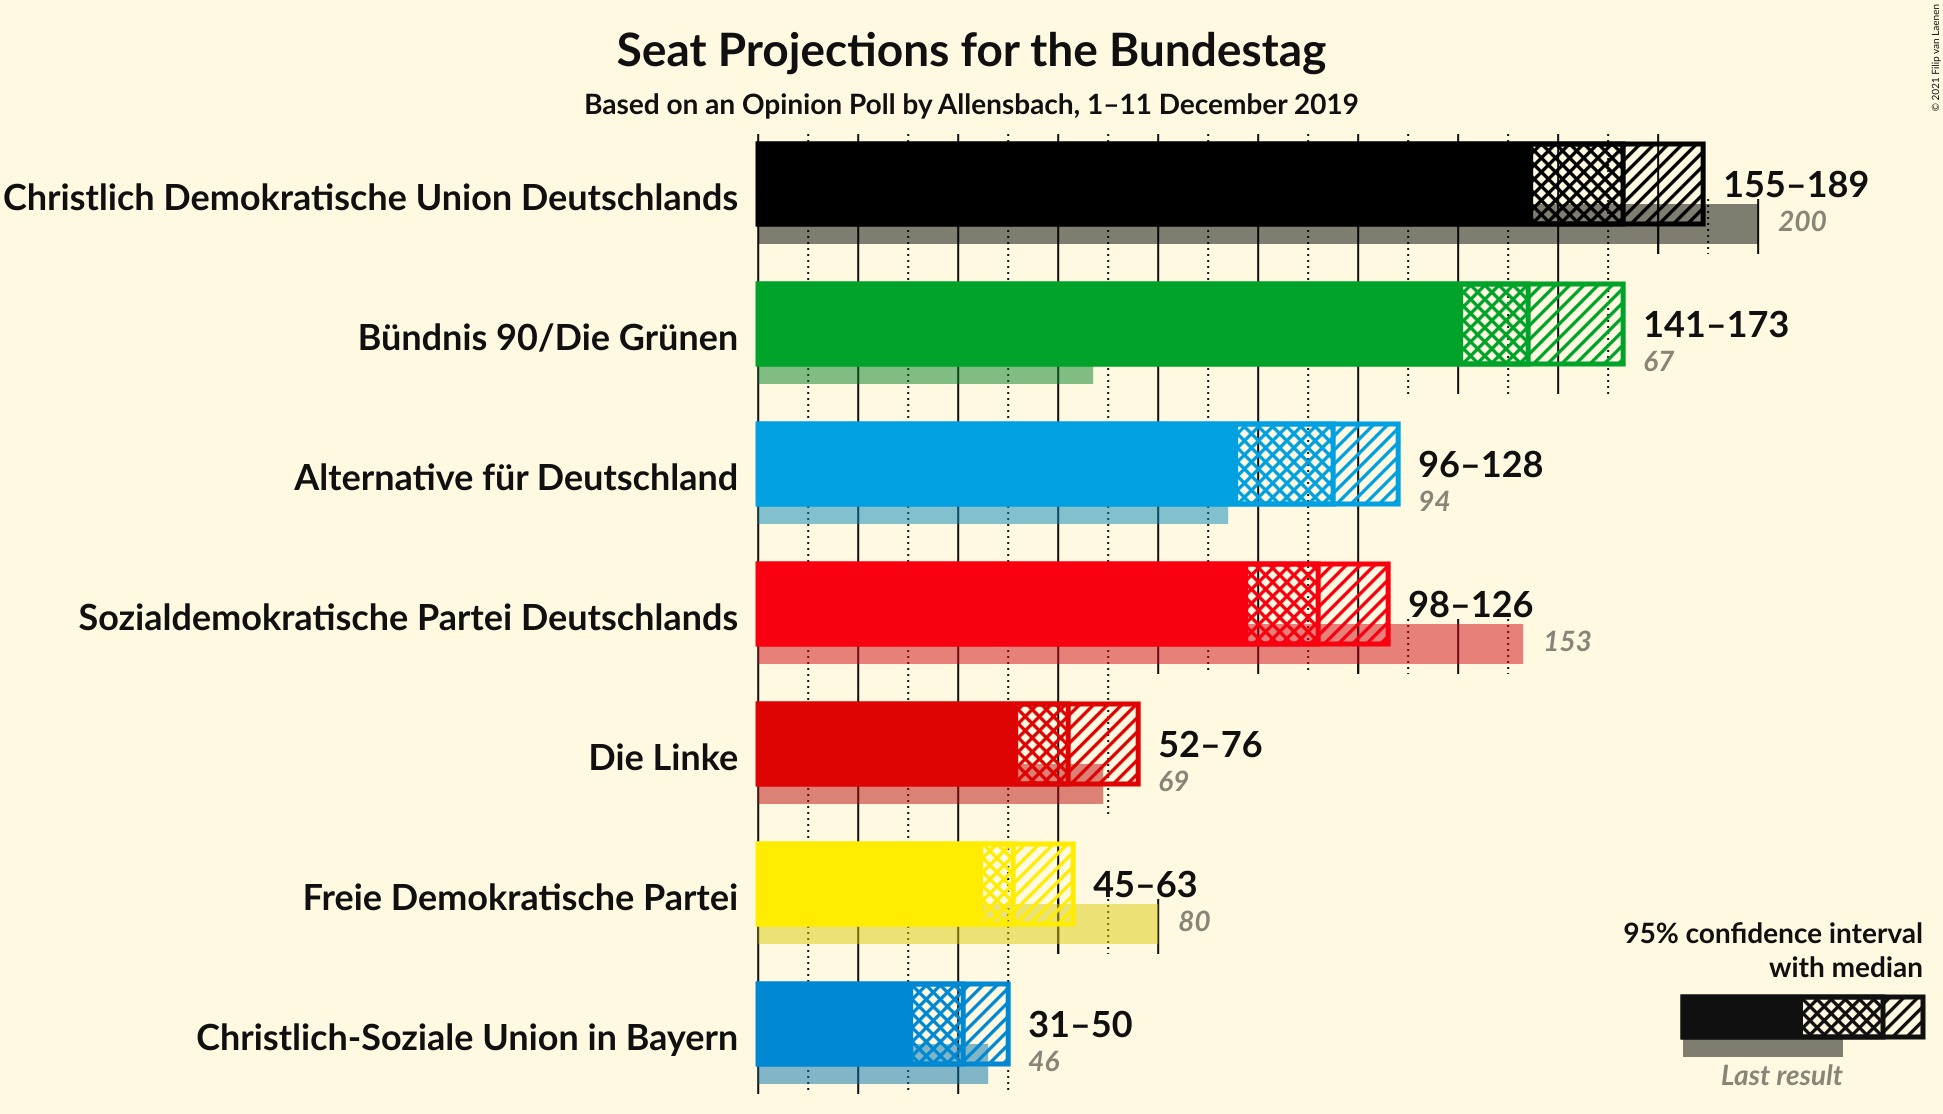 Seat Projections for the Bundestag
Based on an Opinion Poll by Allensbach, 1–11 December 2019
© 2021 Filip van Laenen
Christlich Demokratische Union Deutschlands
155–189
200
Bündnis 90/Die Grünen
141–173
67
Alternative für Deutschland
96–128
94
Sozialdemokratische Partei Deutschlands
98–126
153
Die Linke
52–76
69
Freie Demokratische Partei
45–63
80
Christlich-Soziale Union in Bayern
31–50
46
95% confidence interval
with median
Last result